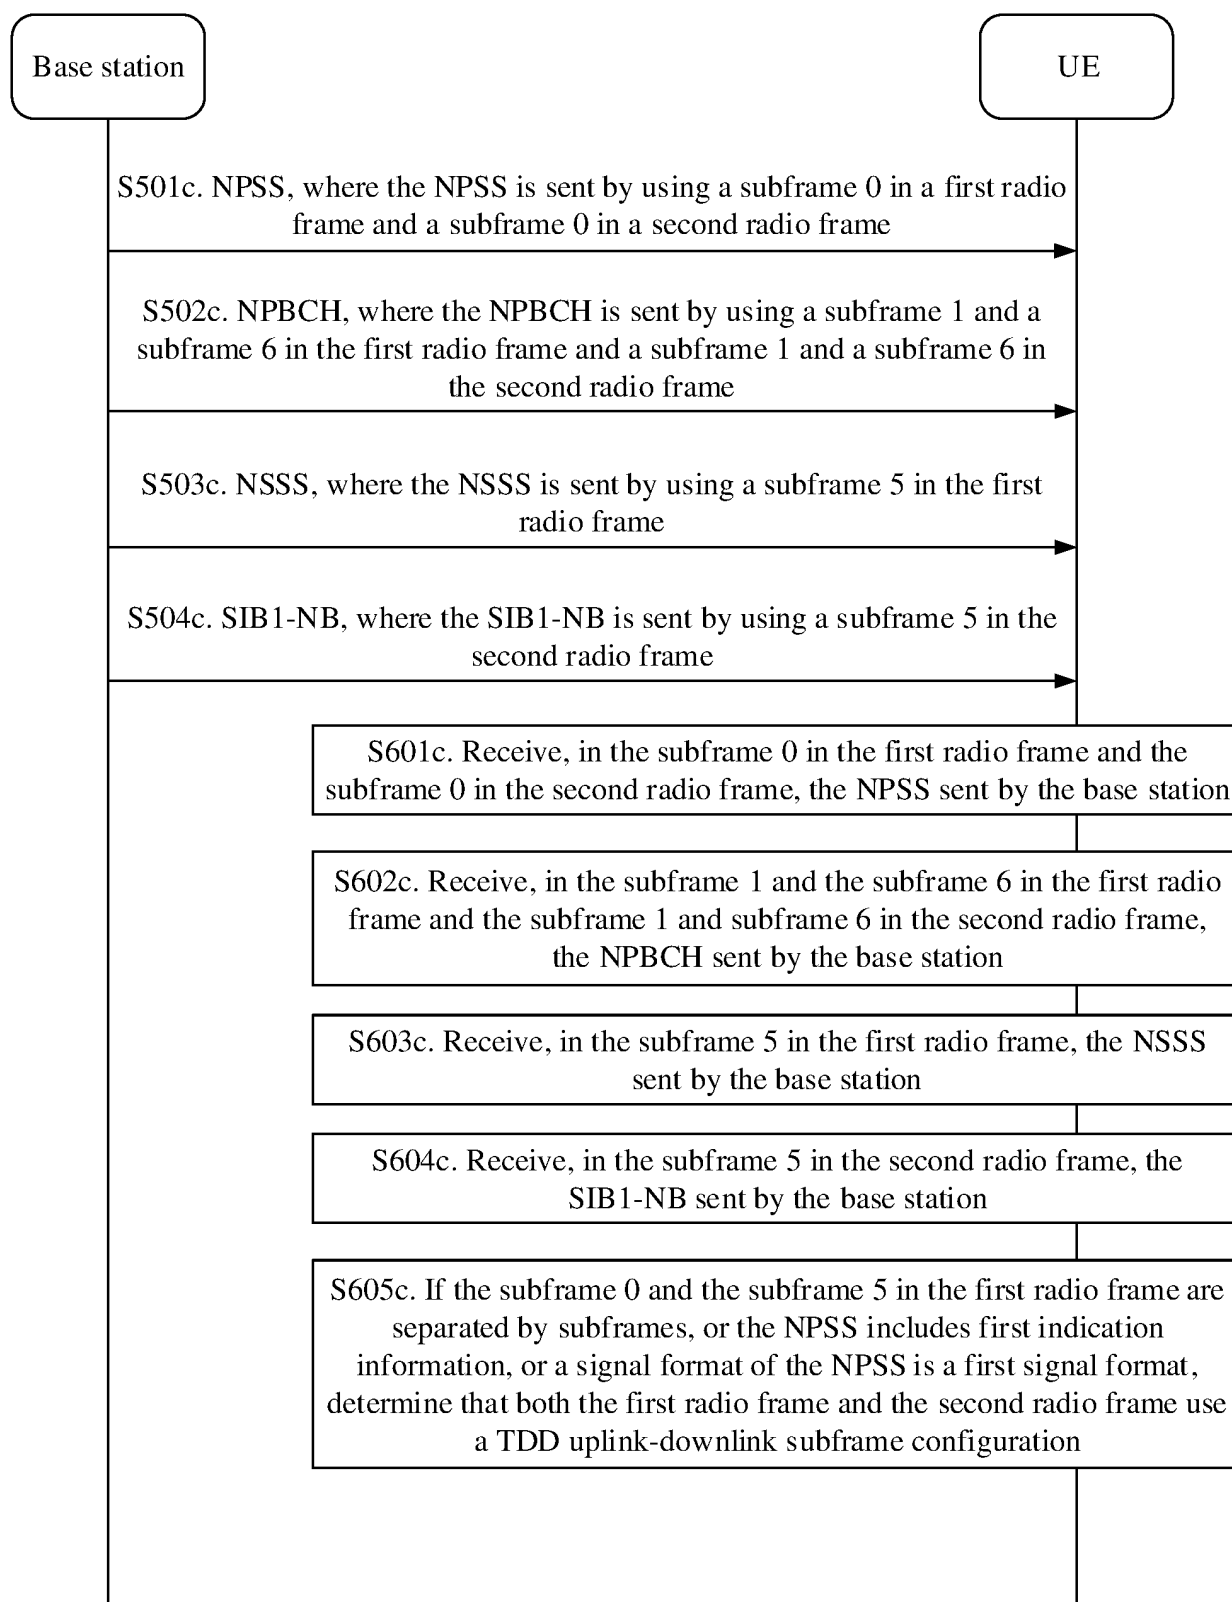 Base station
UE
S501c. NPSS, where the NPSS is sent by using a subframe 0 in a first radio
frame and a subframe 0 in a second radio frame
S502c. NPBCH, where the NPBCH is sent by using a subframe 1 and a
subframe 6 in the first radio frame and a subframe 1 and a subframe 6 in
the second radio frame
S503c. NSSS, where the NSSS is sent by using a subframe 5 in the first
radio frame
S504c. SIB1-NB, where the SIB1-NB is sent by using a subframe 5 in the
second radio frame
S601c. Receive, in the subframe 0 in the first radio frame and the
subframe 0 in the second radio frame, the NPSS sent by the base station
S602c. Receive, in the subframe 1 and the subframe 6 in the first radio
frame and the subframe 1 and subframe 6 in the second radio frame,
the NPBCH sent by the base station
S603c. Receive, in the subframe 5 in the first radio frame, the NSSS
sent by the base station
S604c. Receive, in the subframe 5 in the second radio frame, the
SIB1-NB sent by the base station
S605c. If the subframe 0 and the subframe 5 in the first radio frame are
separated by subframes, or the NPSS includes first indication
information, or a signal format of the NPSS is a first signal format,
determine that both the first radio frame and the second radio frame use
a TDD uplink-downlink subframe configuration